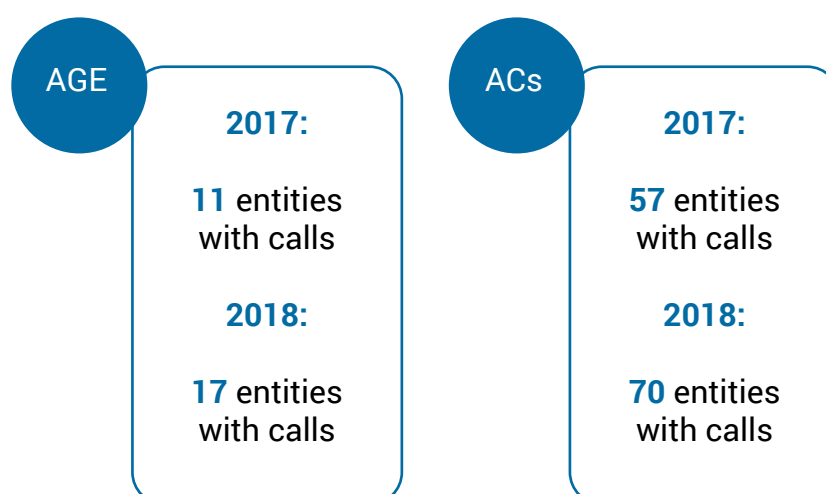 AGE
2017:
11 entities
with calls
2018:
17 entities
with calls
ACs
2017:
57 entities
with calls
2018:
70 entities
with calls